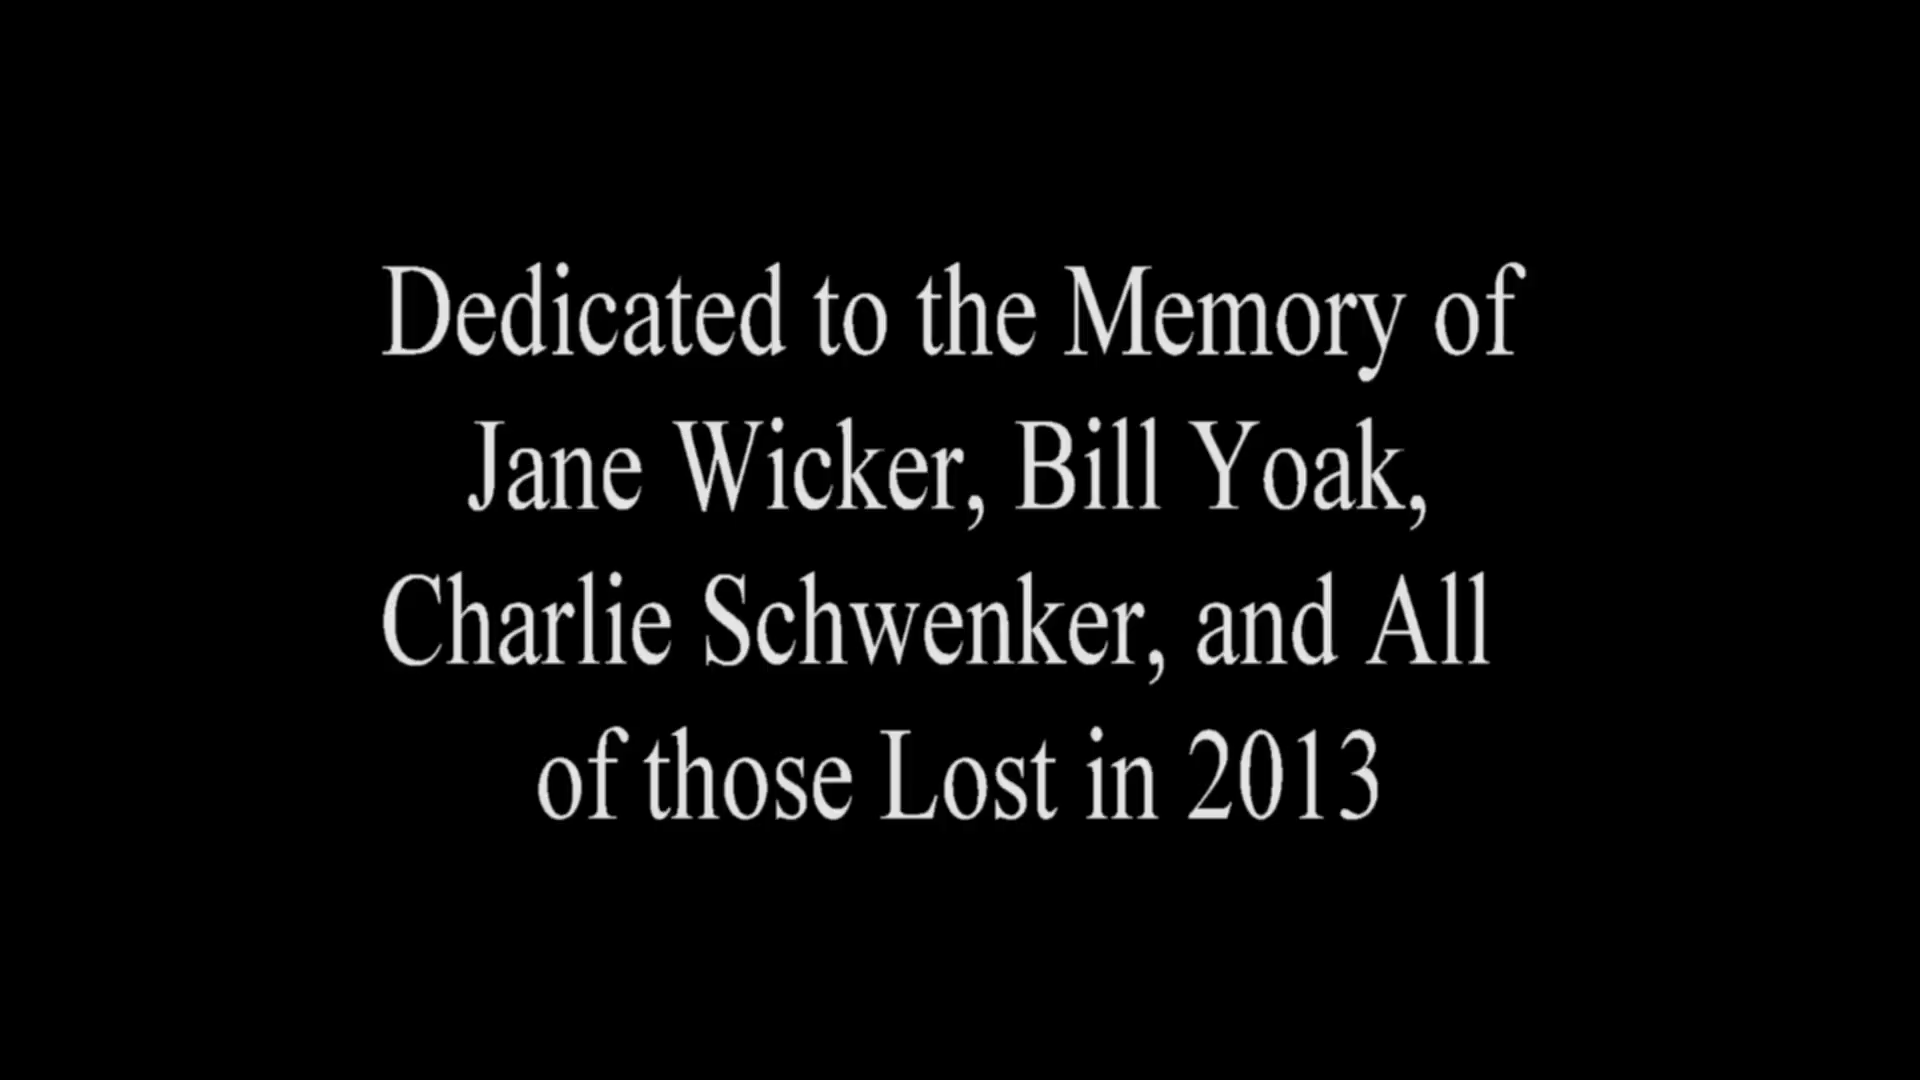 Dedicated to the Memory of
Jane Wicker, Bill Yoak,
Charlie Schwenker, and All
of those Lost in 2013